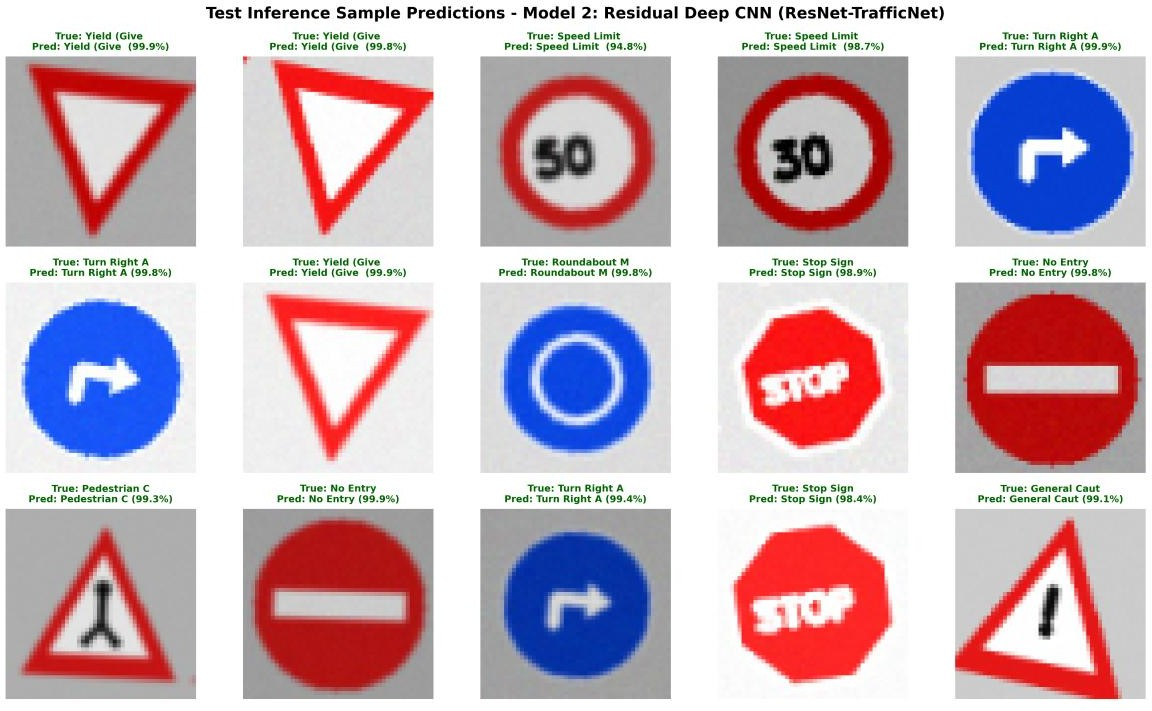 Test Inference Sample Predictions - Model 2: Residual Deep CNN (ResNet-TrafficNet)
True: Yield (Give
Pred: Yield (Give  (99.9%)
True: Yield (Give
Pred: Yield (Give  (99.8%)
True: Speed Limit
Pred: Speed Limit  (94.8%)
True: Speed Limit
Pred: Speed Limit  (98.7%)
True: Turn Right A
Pred: Turn Right A (99.9%)
50
30
True: Turn Right A
Pred: Turn Right A (99.8%)
True: Yield (Give
Pred: Yield (Give  (99.9%)
True: Roundabout M
Pred: Roundabout M (99.8%)
True: Stop Sign
Pred: Stop Sign (98.9%)
True: No Entry
Pred: No Entry (99.8%)
STOP
True: Pedestrian C
Pred: Pedestrian C (99.3%)
True: No Entry
Pred: No Entry (99.9%)
True: Turn Right A
Pred: Turn Right A (99.4%)
True: Stop Sign
Pred: Stop Sign (98.4%)
True: General Caut
Pred: General Caut (99.1%)
STOP
!